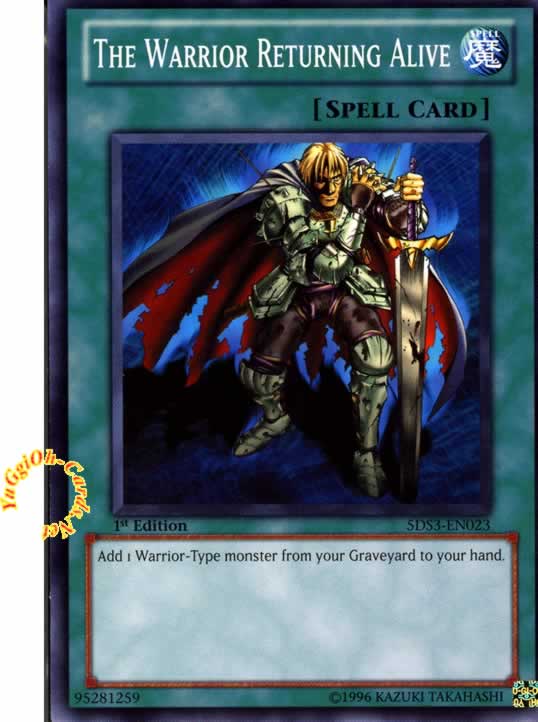 THE WARRIOR RETURNING ALIVE
SPELL
魔
[SPELL CARD]
YuGgiOh-Cards.Net
1st Edition
5DS3-EN023
Add 1 Warrior-Type monster from your Graveyard to your hand.
95281259
©1996 KAZUKI TAKAHASHI